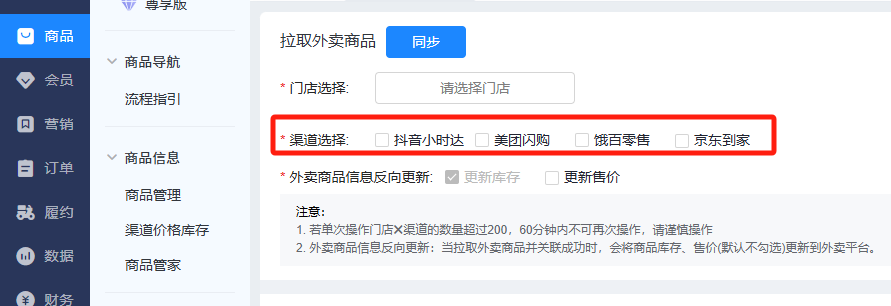 尊享版
商品
会员
营销
订单
履约
数据
财务
商品导航
流程指引
商品信息
商品管理
渠道价格库存
商品管家
拉取外卖商品 同步
* 门店选择: 请选择门店
* 渠道选择: 抖音小时达 美团闪购 饿百零售 京东到家
* 外卖商品信息反向更新: 更新库存 更新售价
注意：
1. 若单次操作门店✕渠道的数量超过200，60分钟内不可再次操作，请谨慎操作
2. 外卖商品信息反向更新：当拉取外卖商品并关联成功时，会将商品库存、售价(默认不勾选)更新到外卖平台。